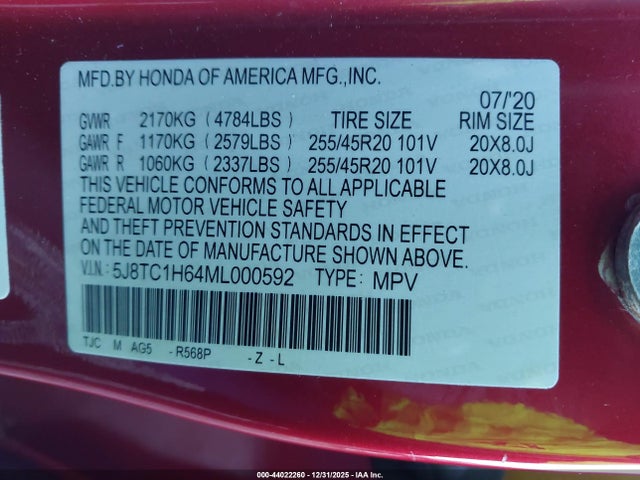 MFD.BY HONDA OF AMERICA MFG.,INC.
07/'20
GVWR 2170KG (4784LBS) TIRE SIZE RIM SIZE
GAWR F 1170KG (2579LBS) 255/45R20 101V 20X8.0J
GAWR R 1060KG (2337LBS) 255/45R20 101V 20X8.0J
THIS VEHICLE CONFORMS TO ALL APPLICABLE
FEDERAL MOTOR VEHICLE SAFETY
AND THEFT PREVENTION STANDARDS IN EFFECT
ON THE DATE OF MANUFACTURE SHOWN ABOVE.
V.I.N.: 5J8TC1H64ML000592 TYPE: MPV
TJC M AG5 -R568P -Z-L
000-44022260 - 12/31/2025 - IAA Inc.